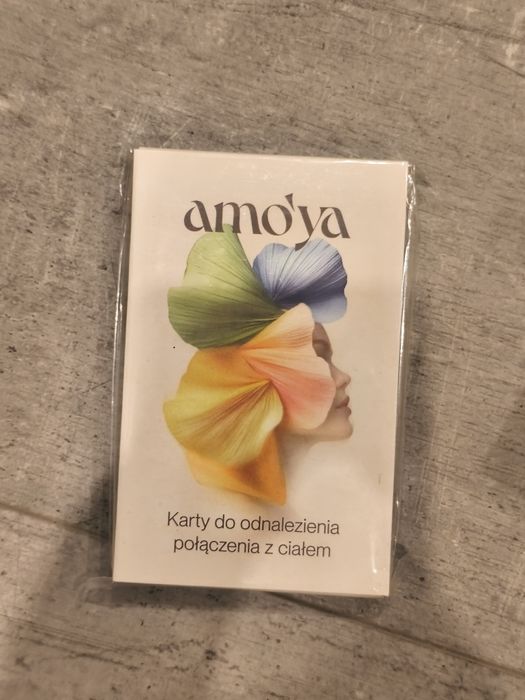 amo'ya
Karty do odnalezienia
połączenia z ciałem